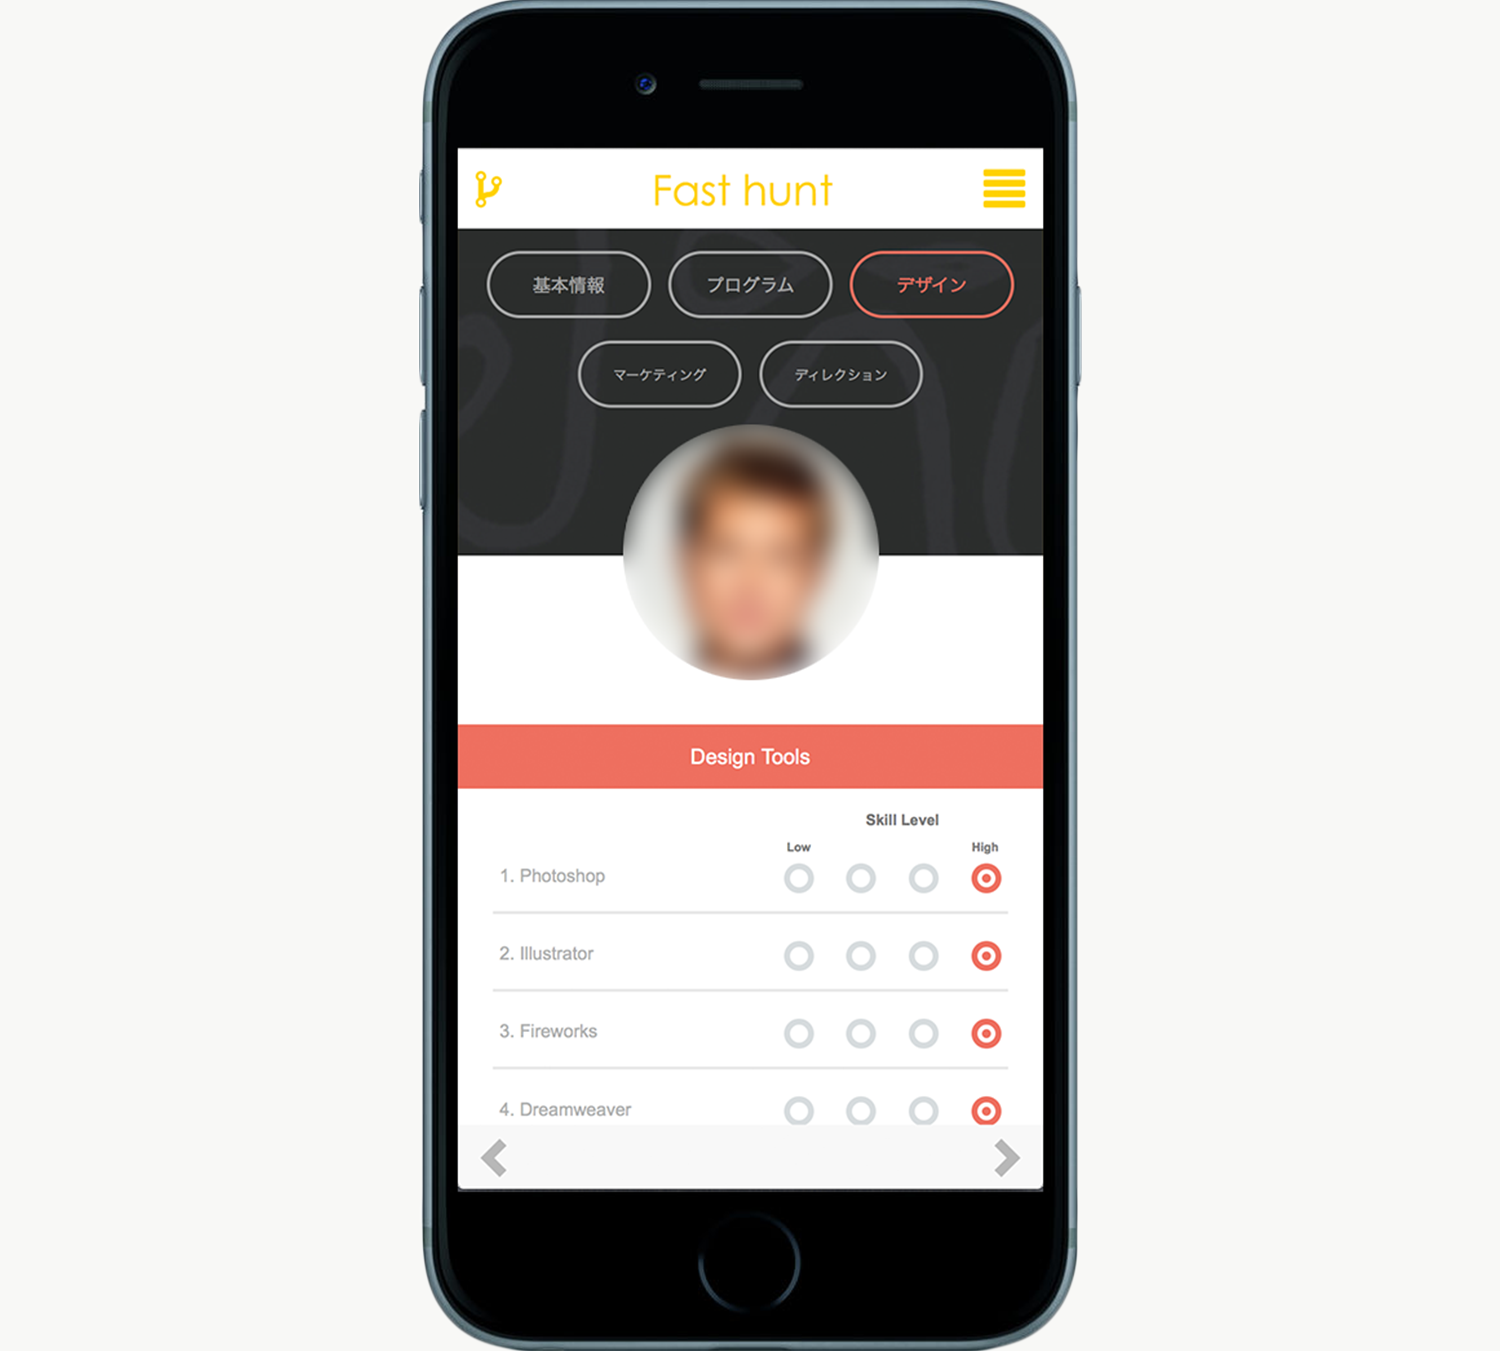 Fast hunt
基本情報 プログラム デザイン
マーケティング ディレクション
Design Tools
Skill Level
Low High
1. Photoshop
2. Illustrator
3. Fireworks
4. Dreamweaver